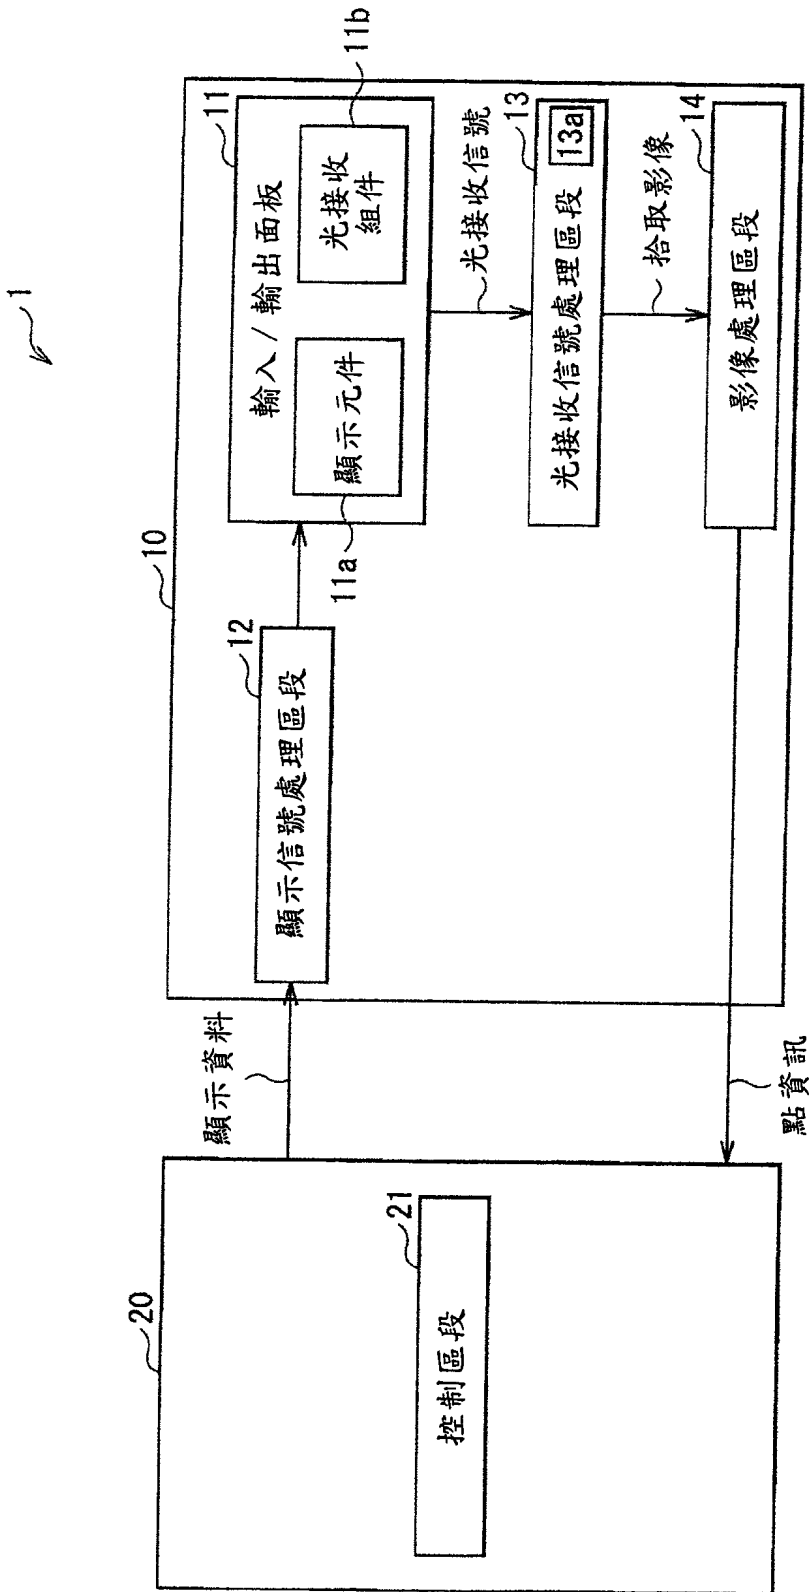 1
10
11
輸入/輸出面板
顯示元件
11a
光接收
組件
11b
12
顯示信號處理區段
光接收信號
13
光接收信號處理區段
13a
拾取影像
14
影像處理區段
顯示資料
點資訊
20
21
控制區段